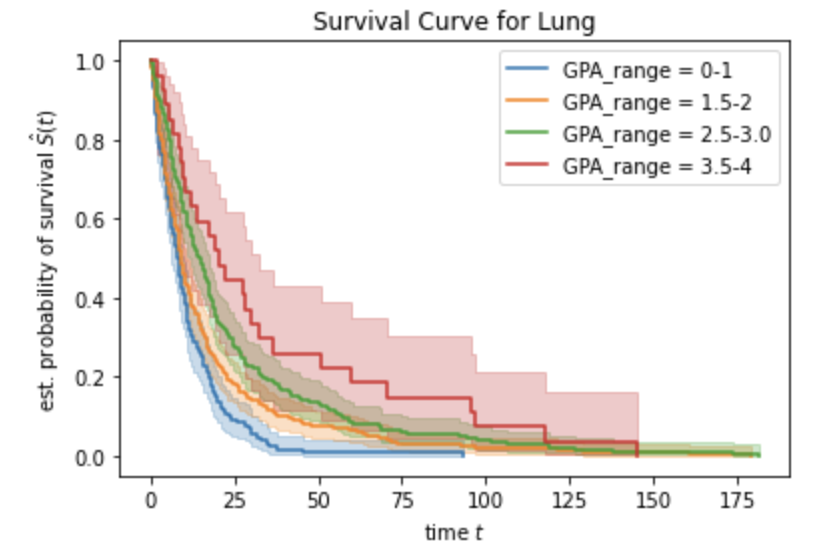 Survival Curve for Lung
est. probability of survival Ŝ(t)
1.0
0.8
0.6
0.4
0.2
0.0
GPA_range = 0-1
GPA_range = 1.5-2
GPA_range = 2.5-3.0
GPA_range = 3.5-4
0 25 50 75 100 125 150 175
time t